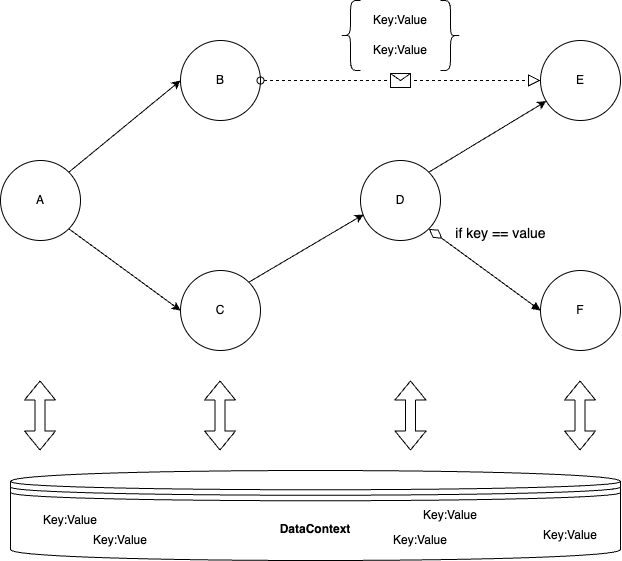 Key:Value
Key:Value
B
E
A
D
if key == value
C
F
Key:Value
Key:Value
DataContext
Key:Value
Key:Value
Key:Value